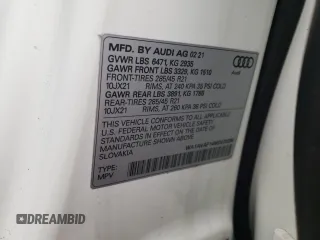 MFD. BY AUDI AG 02 21
GVWR LBS 6471, KG 2935
GAWR FRONT LBS 3329, KG 1510
FRONT-TIRES 285/45 R21
10JX21 RIMS, AT 240 KPA 35 PSI COLD
GAWR REAR LBS
REAR-TIRES 285/45 R21
10JX21 RIMS, AT 260 KPA 38 PSI COLD
THIS VEHICLE CONFORMS TO ALL APPLICABLE
U.S. FEDERAL MOTOR VEHICLE SAFETY
STANDARDS IN EFFECT ON THE DATE OF
MANUFACTURE SHOWN ABOVE
SLOVAKIA
TYPE:
MPV
© DREAMBID.COM